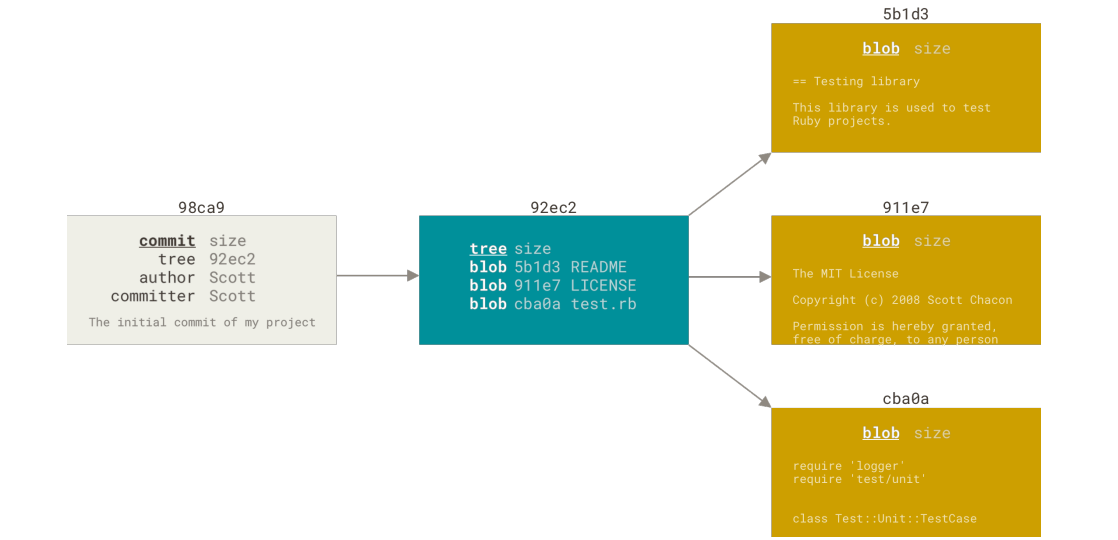 98ca9
commit size
tree 92ec2
author Scott
committer Scott
The initial commit of my project
92ec2
tree size
blob 5b1d3 README
blob 911e7 LICENSE
blob cba0a test.rb
5b1d3
blob size
== Testing library
This library is used to test
Ruby projects.
911e7
blob size
The MIT License
Copyright (c) 2008 Scott Chacon
Permission is hereby granted,
free of charge, to any person
cba0a
blob size
require 'logger'
require 'test/unit'
class Test::Unit::TestCase